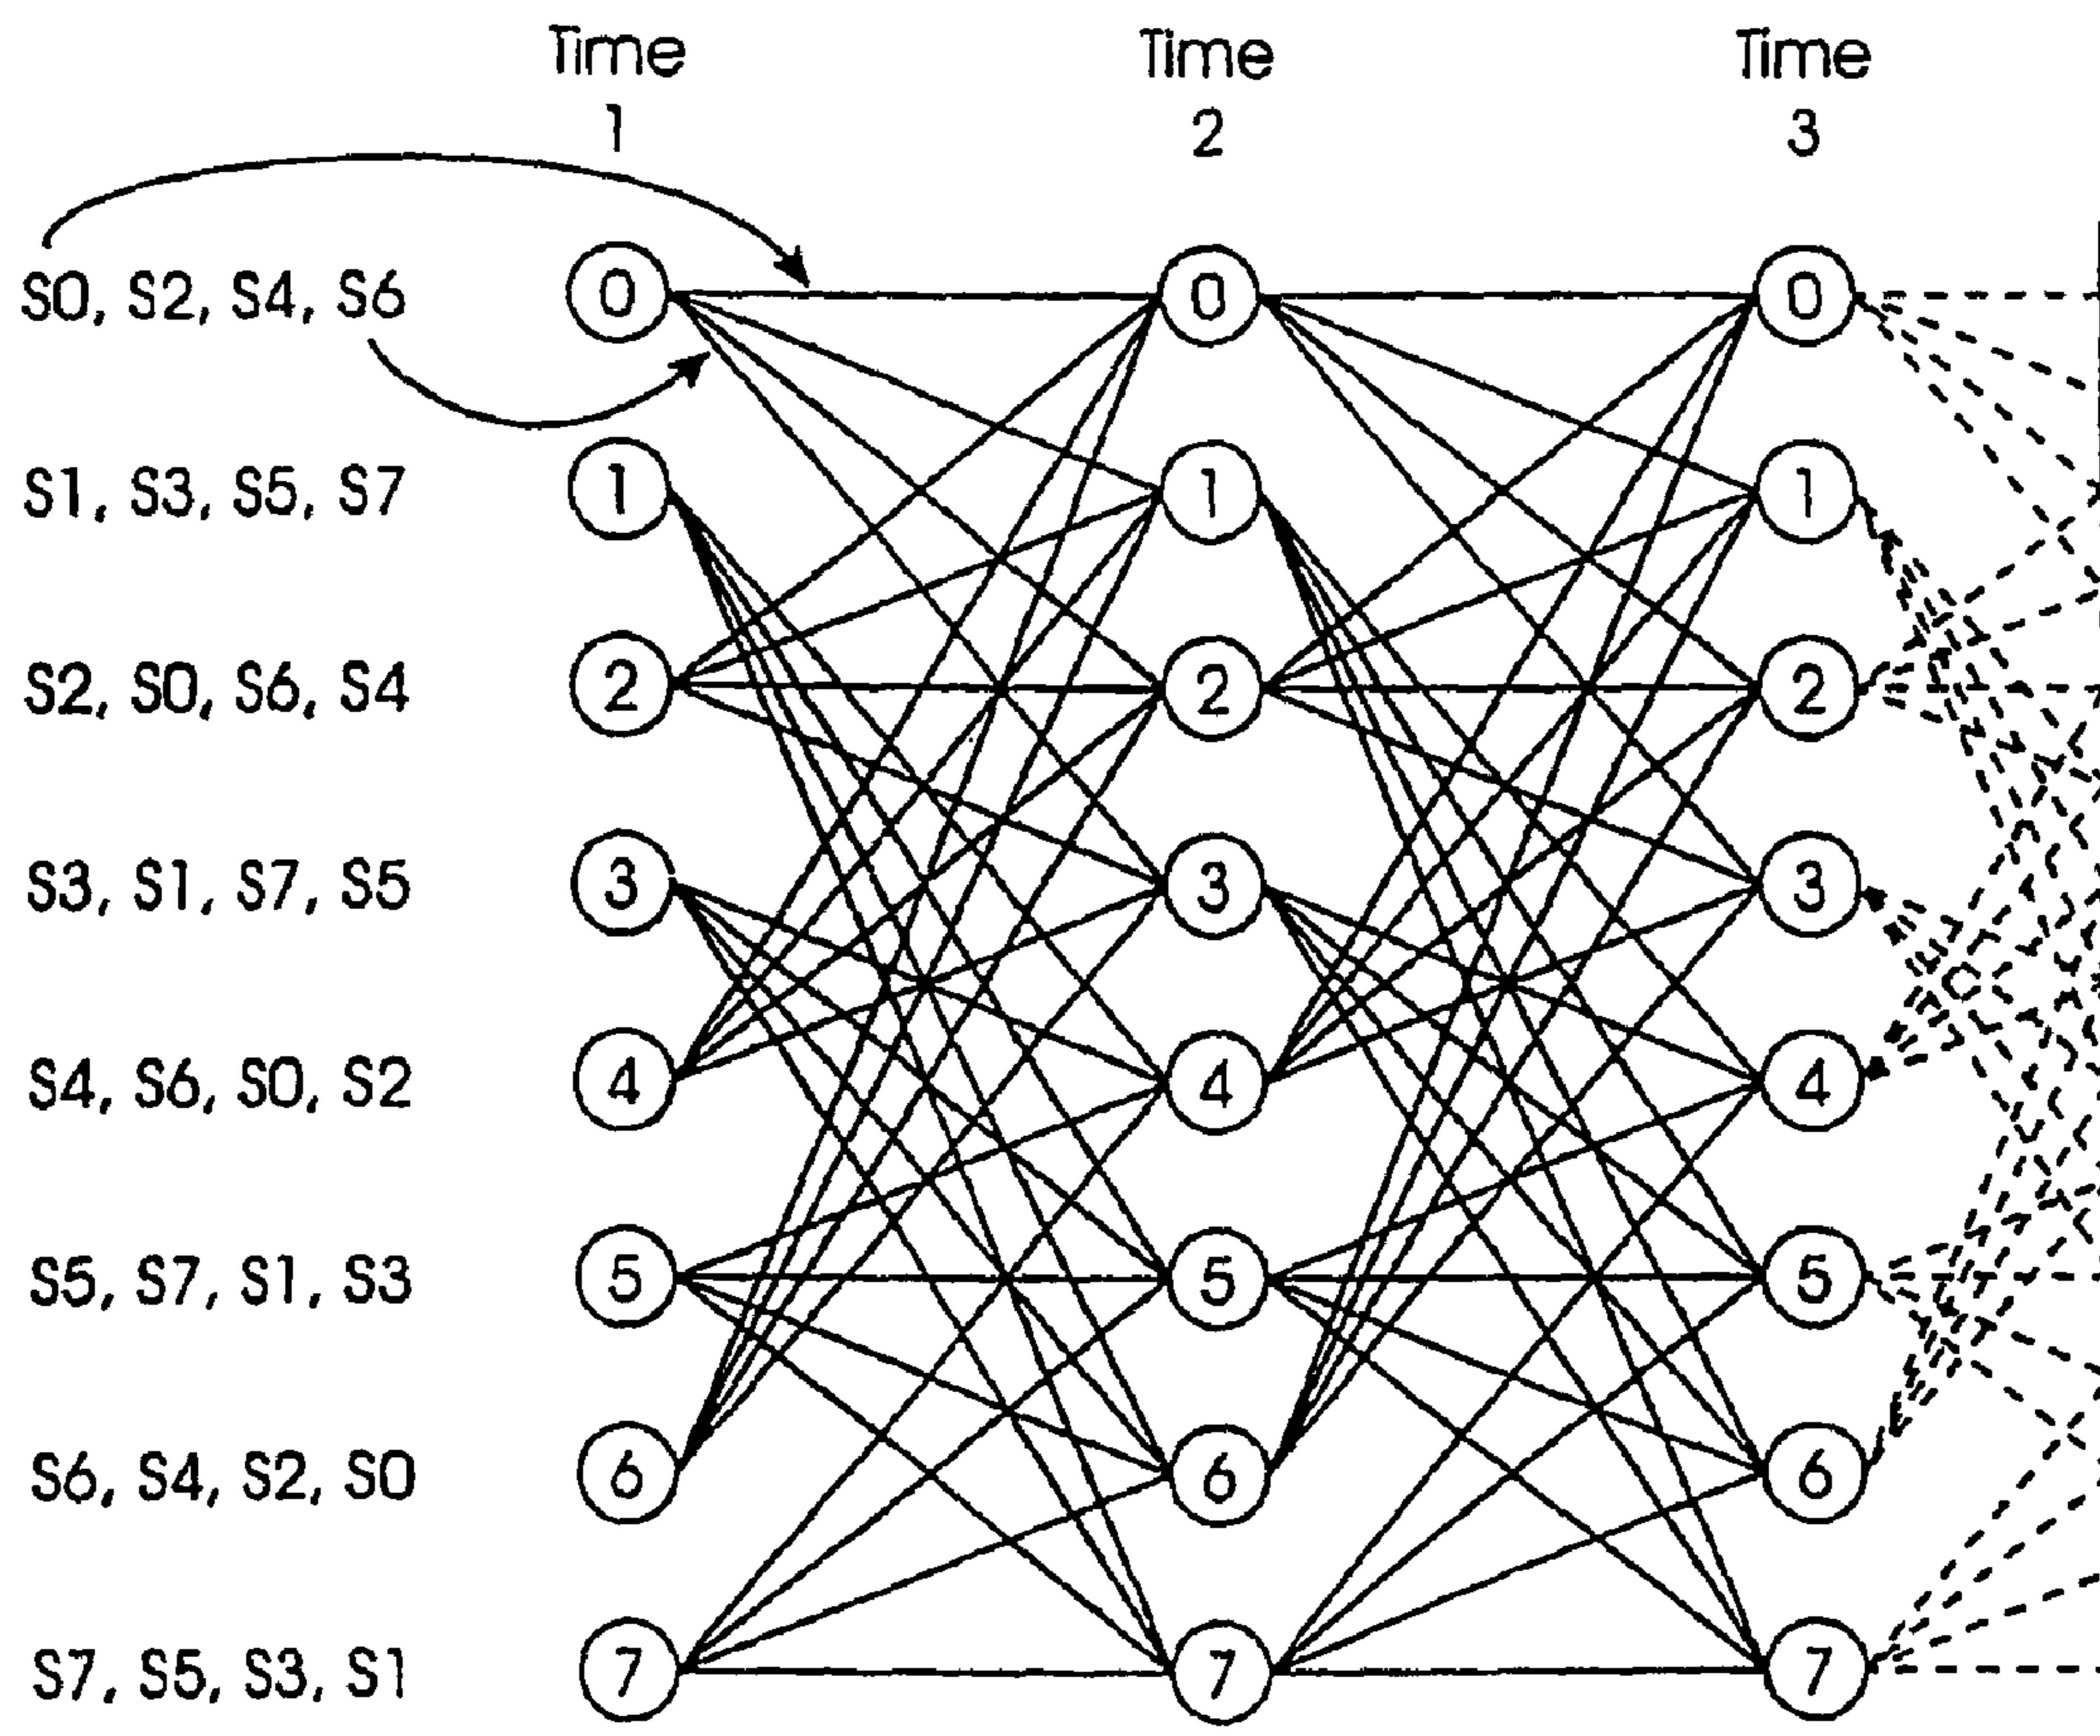 Time Time Time
1 2 3
S0, S2, S4, S6 0 0 0
S1, S3, S5, S7 1 1 1
S2, S0, S6, S4 2 2 2
S3, S1, S7, S5 3 3 3
S4, S6, S0, S2 4 4 4
S5, S7, S1, S3 5 5 5
S6, S4, S2, S0 6 6 6
S7, S5, S3, S1 7 7 7